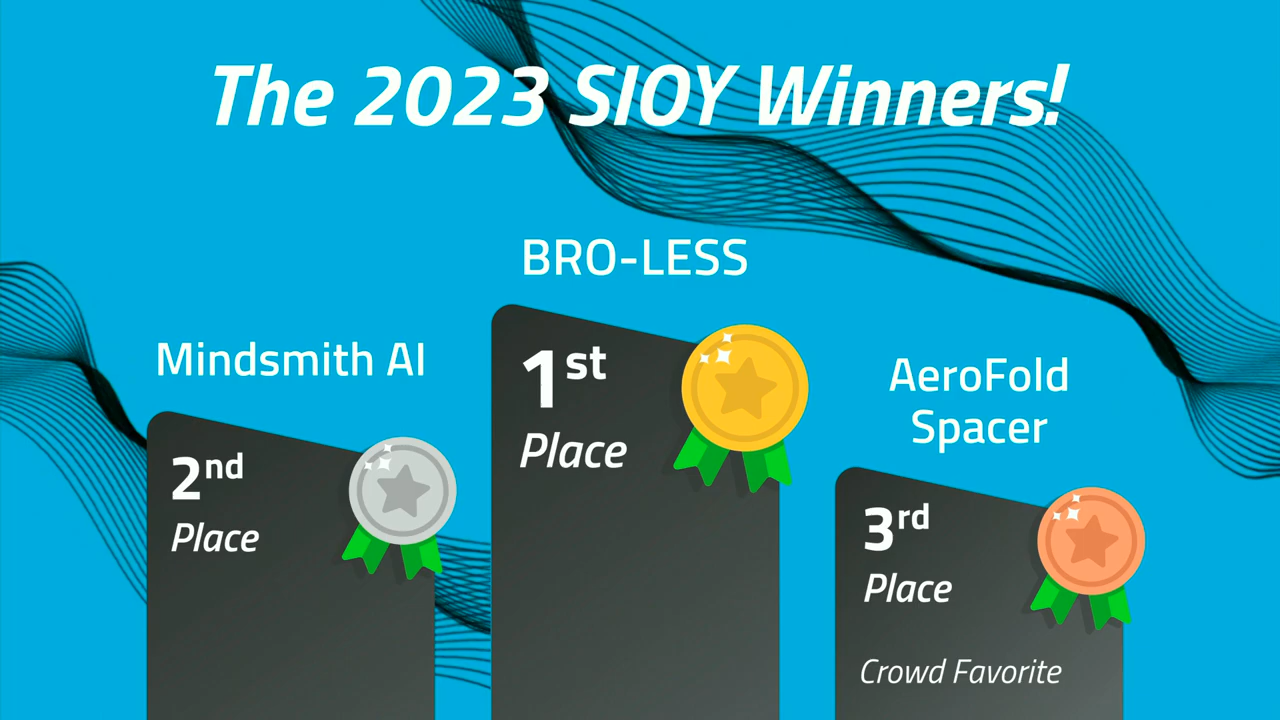 The 2023 SIOY Winners!
BRO-LESS
1st
Place
Mindsmith AI
2nd
Place
AeroFold
Spacer
3rd
Place
Crowd Favorite